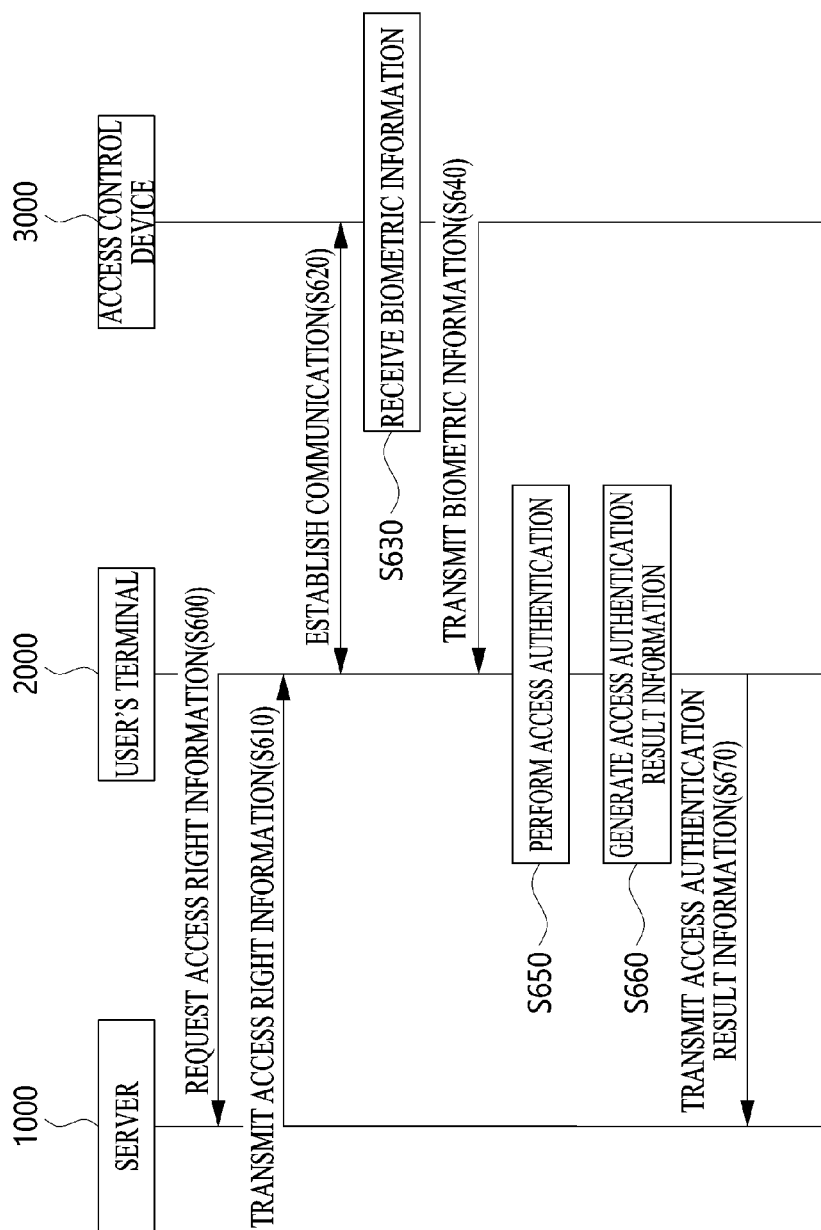 1000
SERVER
2000
USER'S TERMINAL
3000
ACCESS CONTROL
DEVICE
REQUEST ACCESS RIGHT INFORMATION(S600)
TRANSMIT ACCESS RIGHT INFORMATION(S610)
ESTABLISH COMMUNICATION(S620)
RECEIVE BIOMETRIC INFORMATION
S630
TRANSMIT BIOMETRIC INFORMATION(S640)
PERFORM ACCESS AUTHENTICATION
S650
GENERATE ACCESS AUTHENTICATION
RESULT INFORMATION
S660
TRANSMIT ACCESS AUTHENTICATION
RESULT INFORMATION(S670)